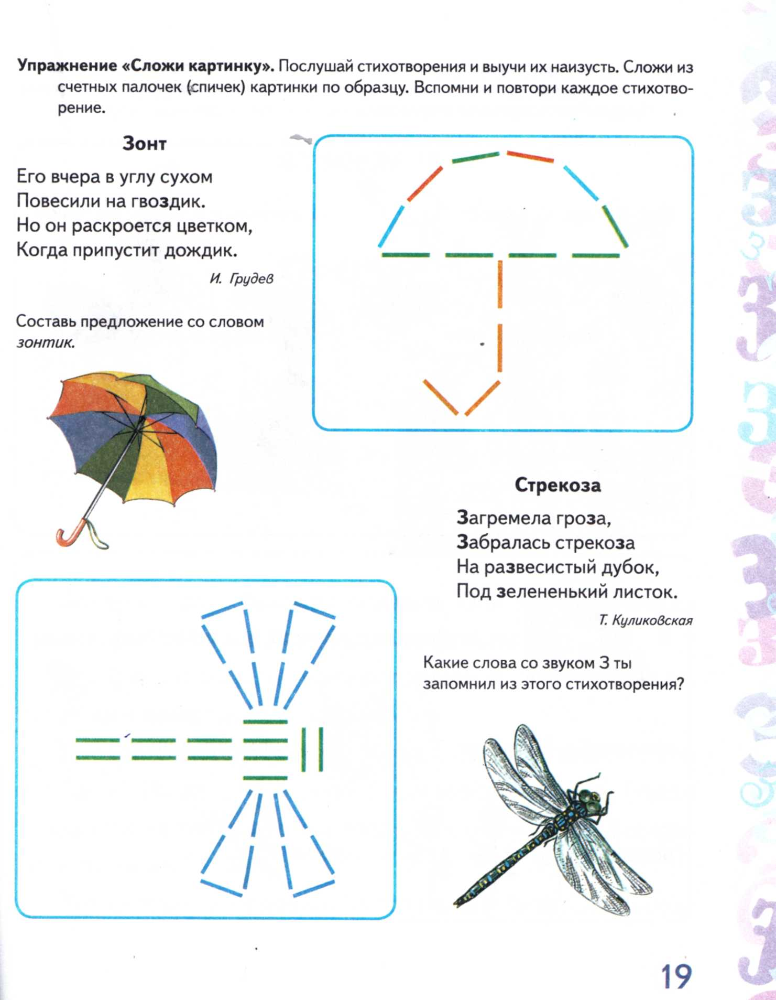 Упражнение «Сложи картинку». Послушай стихотворения и выучи их наизусть. Сложи из
счетных палочек (спичек) картинки по образцу. Вспомни и повтори каждое стихотво-
рение.
Зонт
Его вчера в углу сухом
Повесили на гвоздик.
Но он раскроется цветком,
Когда припустит дождик.
И. Грудев
Составь предложение со словом
зонтик.
Стрекоза
Загремела гроза,
Забралась стрекоза
На развесистый дубок,
Под зелененький листок.
Т. Куликовская
Какие слова со звуком З ты
запомнил из этого стихотворения?
19